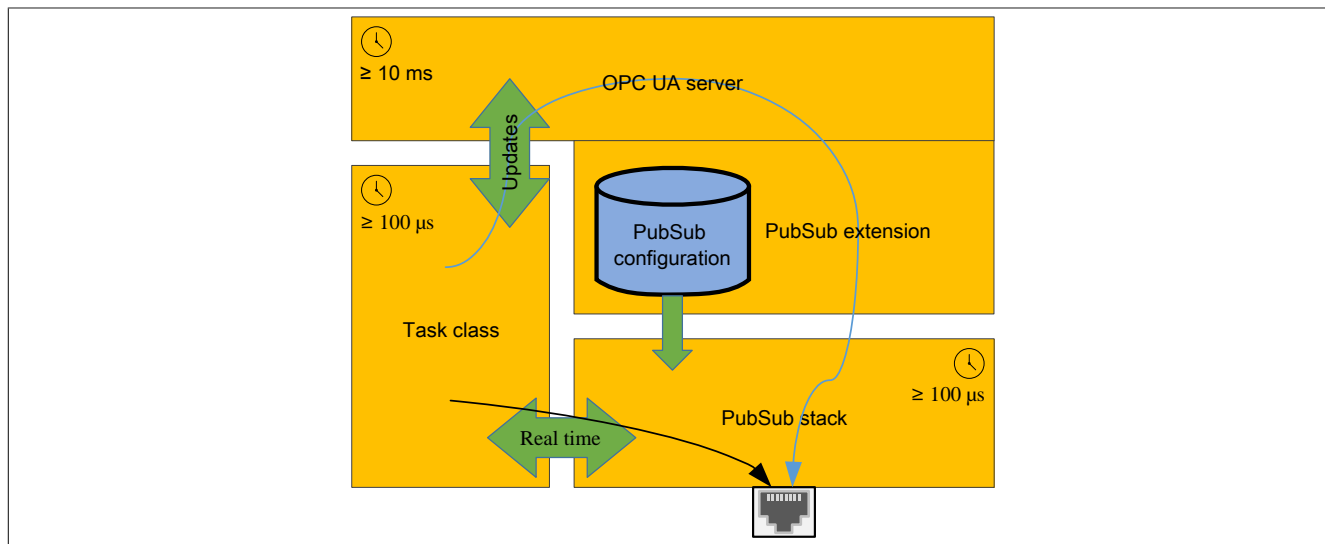 ≥ 10 ms
OPC UA server
Updates
≥ 100 μs
PubSub
configuration
PubSub extension
Task class
≥ 100 μs
PubSub stack
Real time